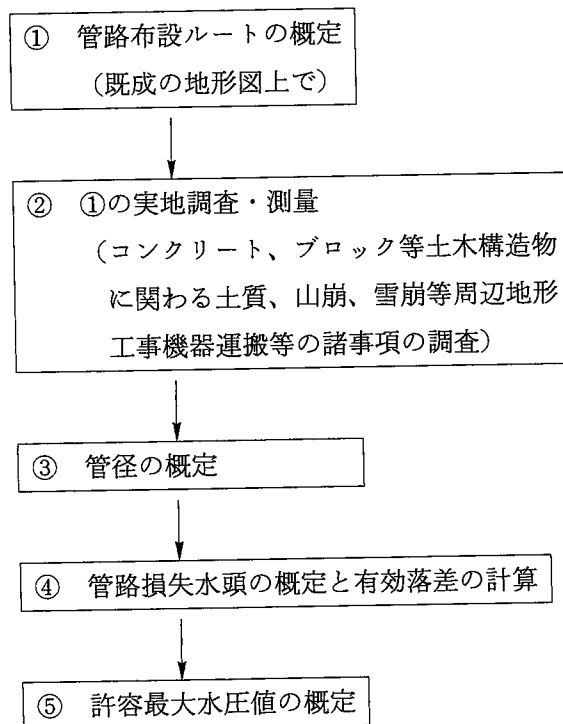 ① 管路布設ルートの概定
(既成の地形図上で)
② ①の実地調査・測量
(コンクリート、ブロック等土木構造物
に関わる土質、山崩、雪崩等周辺地形
工事機器運搬等の諸事項の調査)
③ 管径の概定
④ 管路損失水頭の概定と有効落差の計算
⑤ 許容最大水圧値の概定